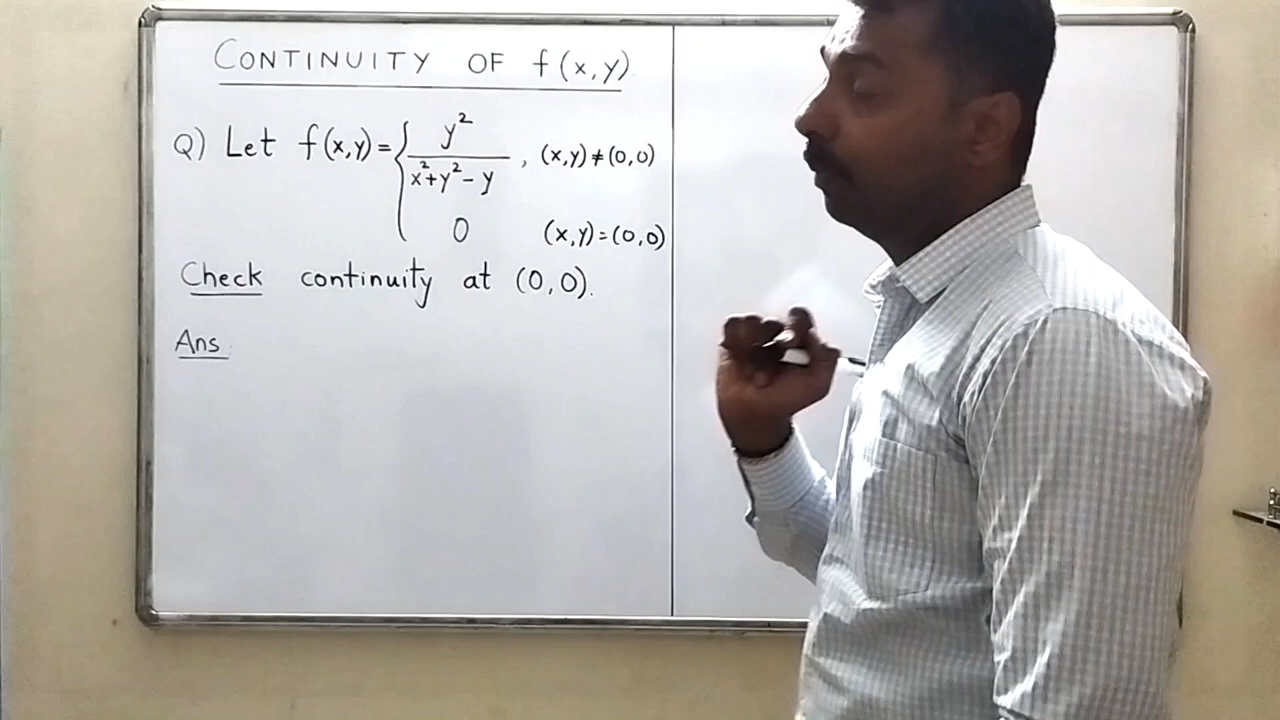 CONTINUITY OF f(x,y)
Q) Let f(x,y) = { y² / x²+y²-y , (x,y) ≠ (0,0)
0 (x,y) = (0,0)
Check continuity at (0,0).
Ans